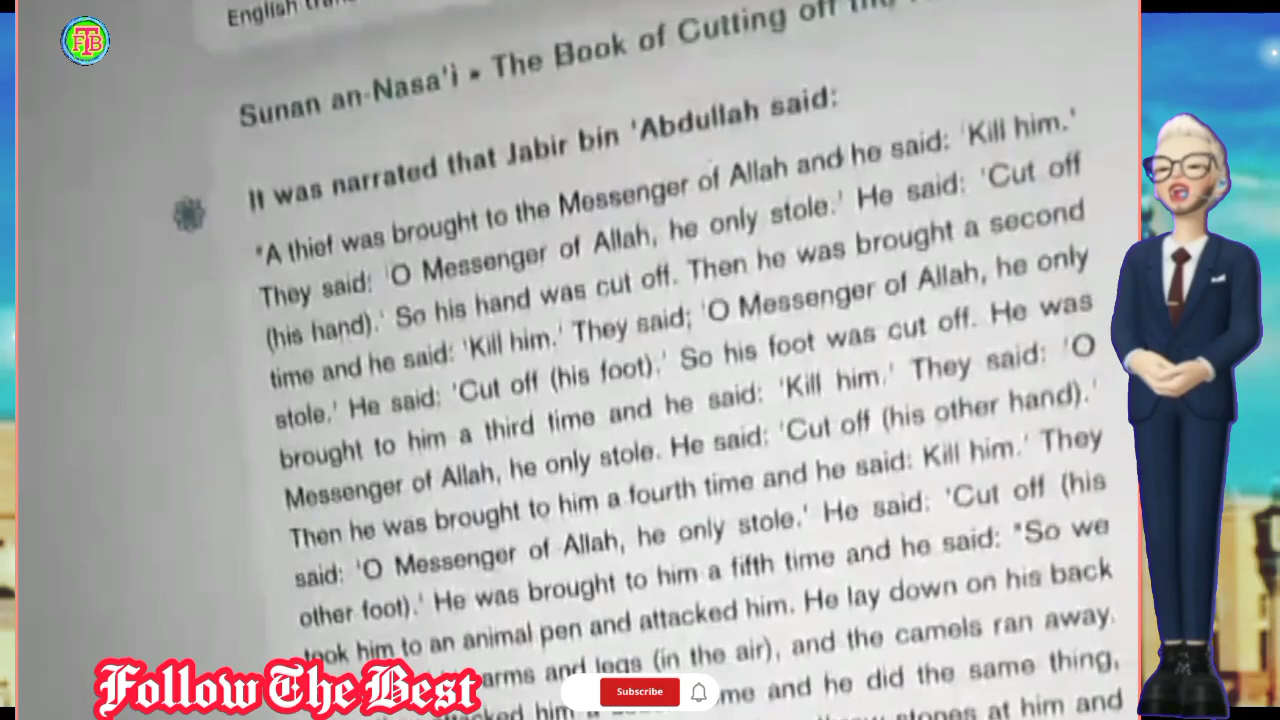 FTB
English
Sunan an-Nasa'i • The Book of Cutting off the
It was narrated that Jabir bin 'Abdullah said:
"A thief was brought to the Messenger of Allah and he said: 'Kill him.'
They said: 'O Messenger of Allah, he only stole.' He said: 'Cut off
(his hand).' So his hand was cut off. Then he was brought a second
time and he said: 'Kill him.' They said; 'O Messenger of Allah, he only
stole.' He said: 'Cut off (his foot).' So his foot was cut off. He was
brought to him a third time and he said: 'Kill him.' They said: 'O
Messenger of Allah, he only stole. He said: 'Cut off (his other hand).'
Then he was brought to him a fourth time and he said: Kill him.' They
said: 'O Messenger of Allah, he only stole.' He said: 'Cut off (his
other foot).' He was brought to him a fifth time and he said: "So we
took him to an animal pen and attacked him. He lay down on his back
arms and legs (in the air), and the camels ran away.
him a me and he did the same thing,
stones at him and
Follow The Best
Subscribe